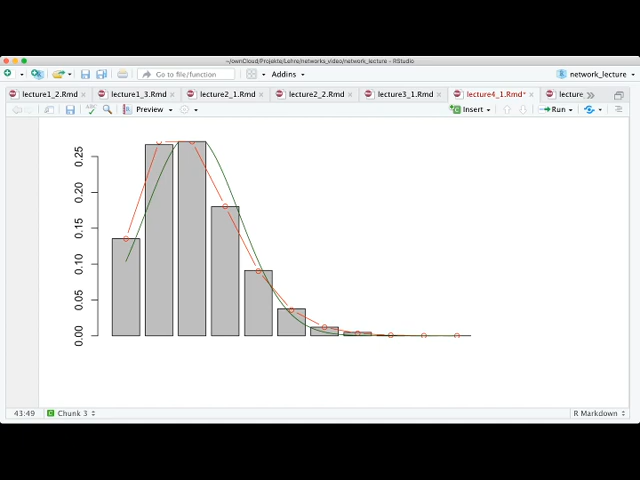 ~/ownCloud/Projekte/Lehre/networks_video/network_lecture - RStudio
Go to file/function Addins network_lecture
lecture1_2.Rmd lecture1_3.Rmd lecture2_1.Rmd lecture2_2.Rmd lecture3_1.Rmd lecture4_1.Rmd* lecture
ABC Preview Insert Run
0.25
0.20
0.15
0.10
0.05
0.00
43:49 C Chunk 3 R Markdown